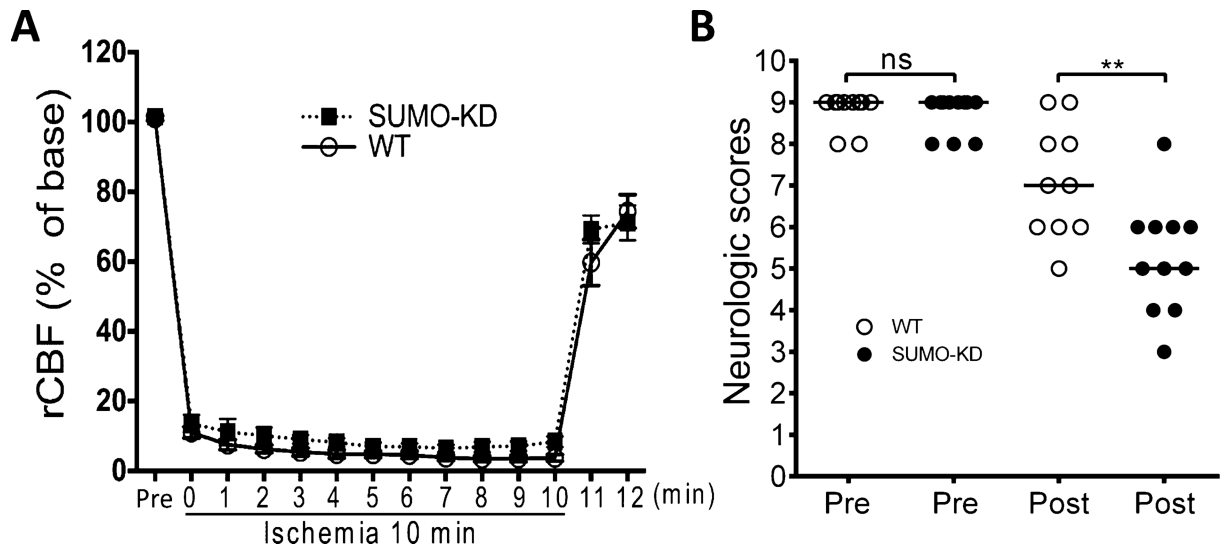 A
rCBF (% of base)
120
100
80
60
40
20
0
SUMO-KD
WT
Pre 0 1 2 3 4 5 6 7 8 9 10 11 12 (min)
Ischemia 10 min
B
Neurologic scores
10
9
8
7
6
5
4
3
2
1
0
ns
**
WT
SUMO-KD
Pre Pre Post Post